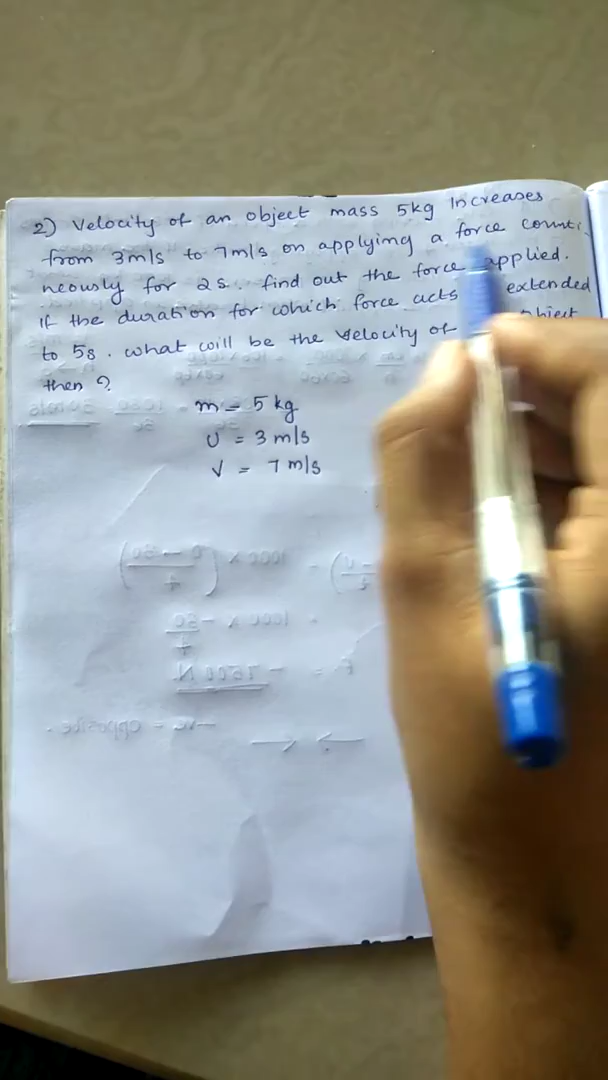 2) Velocity of an object mass 5kg Increases
from 3m/s to 7m/s on applying a force conti
neously for 2s. find out the force applied.
if the duration for which force acts extended
to 5s. what will be the velocity of object
then ?
m = 5 kg
U = 3 m/s
V = 7 m/s